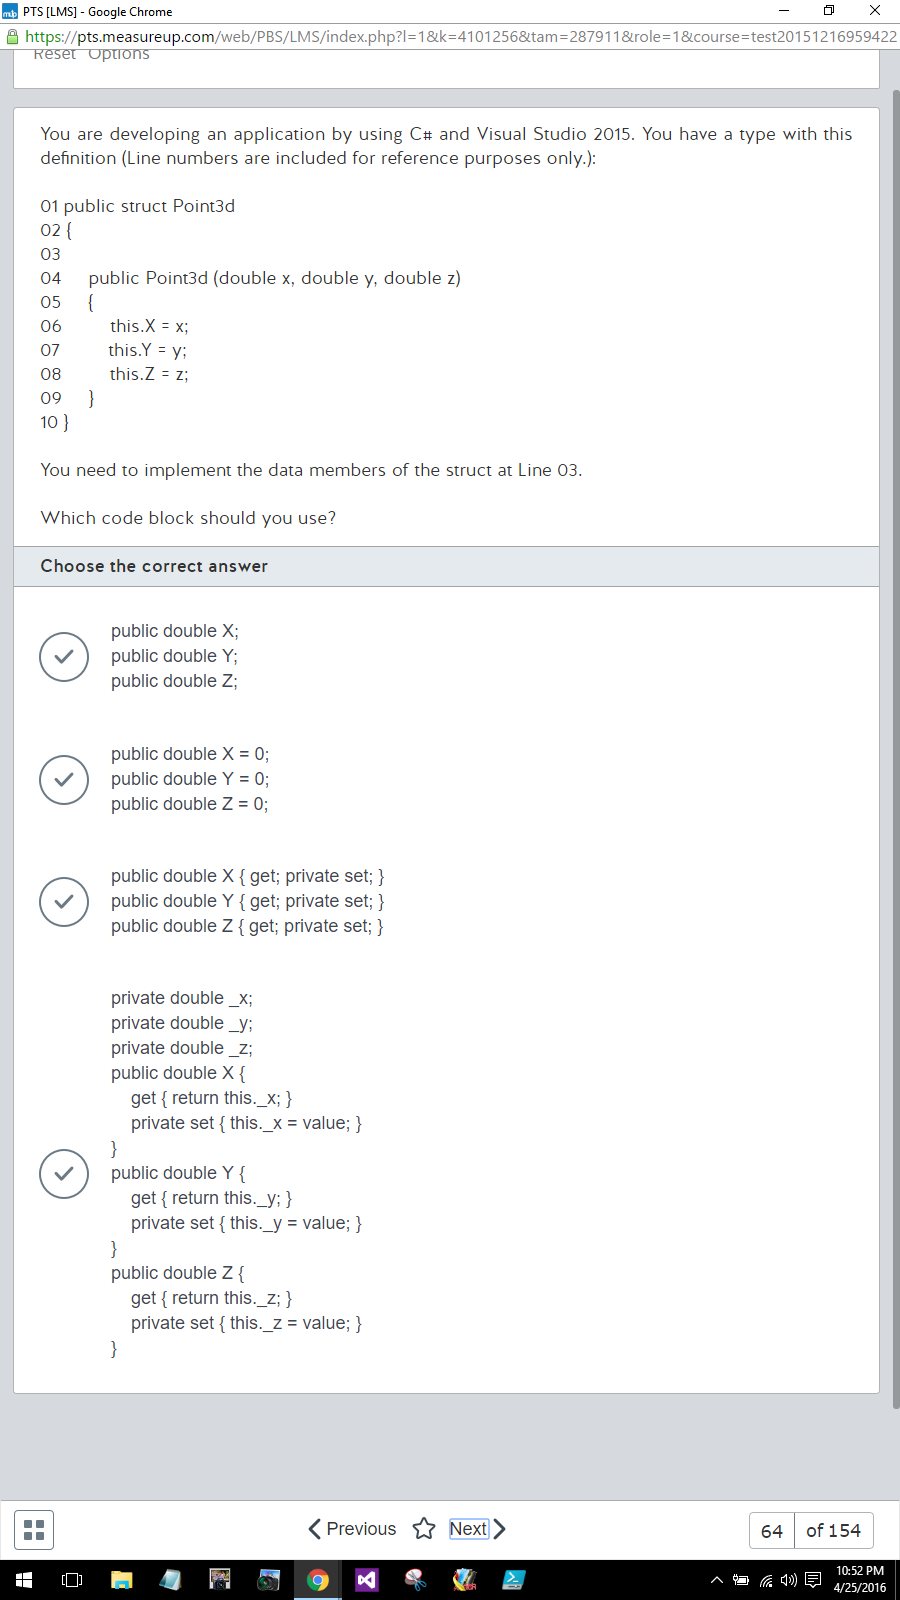 PTS [LMS] - Google Chrome
https://pts.measureup.com/web/PBS/LMS/index.php?l=1&k=4101256&tam=287911&role=1&course=test20151216959422
Reset Options
You are developing an application by using C# and Visual Studio 2015. You have a type with this
definition (Line numbers are included for reference purposes only.):
01 public struct Point3d
02 {
03
04 public Point3d (double x, double y, double z)
05 {
06 this.X = x;
07 this.Y = y;
08 this.Z = z;
09 }
10 }
You need to implement the data members of the struct at Line 03.
Which code block should you use?
Choose the correct answer
public double X;
public double Y;
public double Z;
public double X = 0;
public double Y = 0;
public double Z = 0;
public double X { get; private set; }
public double Y { get; private set; }
public double Z { get; private set; }
private double _x;
private double _y;
private double _z;
public double X {
get { return this._x; }
private set { this._x = value; }
}
public double Y {
get { return this._y; }
private set { this._y = value; }
}
public double Z {
get { return this._z; }
private set { this._z = value; }
}
Previous Next 64 of 154
10:52 PM
4/25/2016